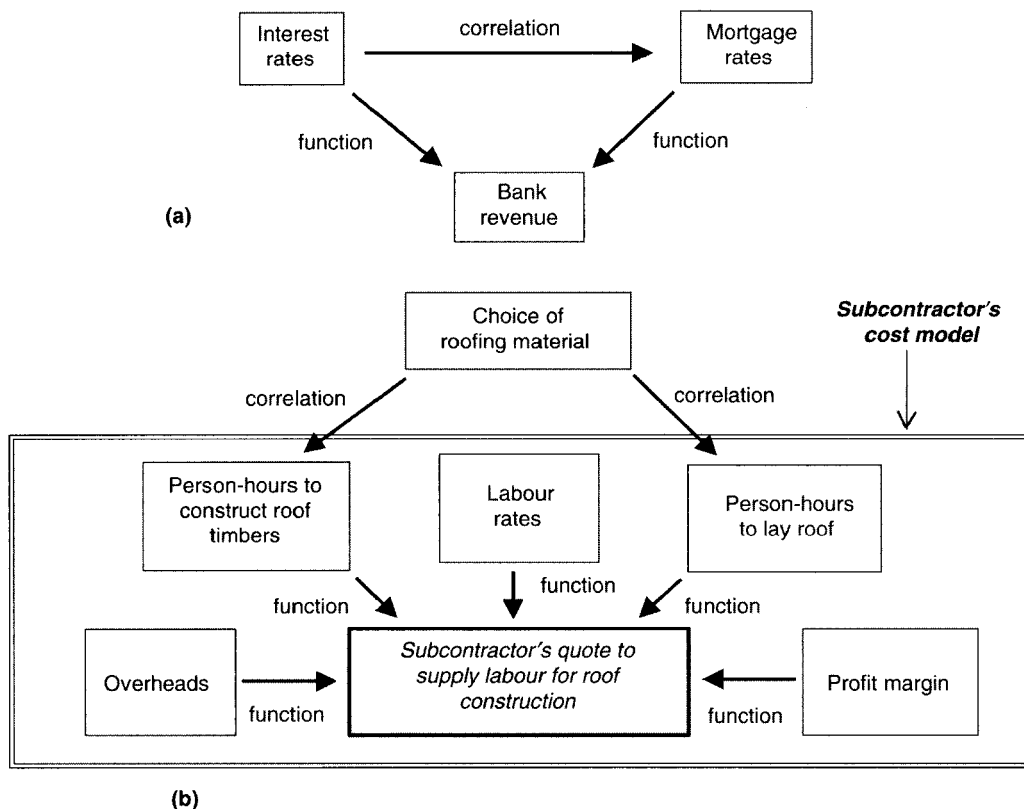 Interest
rates
correlation
Mortgage
rates
function
function
Bank
revenue
(a)
Choice of
roofing material
Subcontractor's
cost model
correlation
correlation
Person-hours to
construct roof
timbers
Labour
rates
Person-hours
to lay roof
function
function
function
Overheads
function
Subcontractor's quote to
supply labour for roof
construction
function
Profit margin
(b)